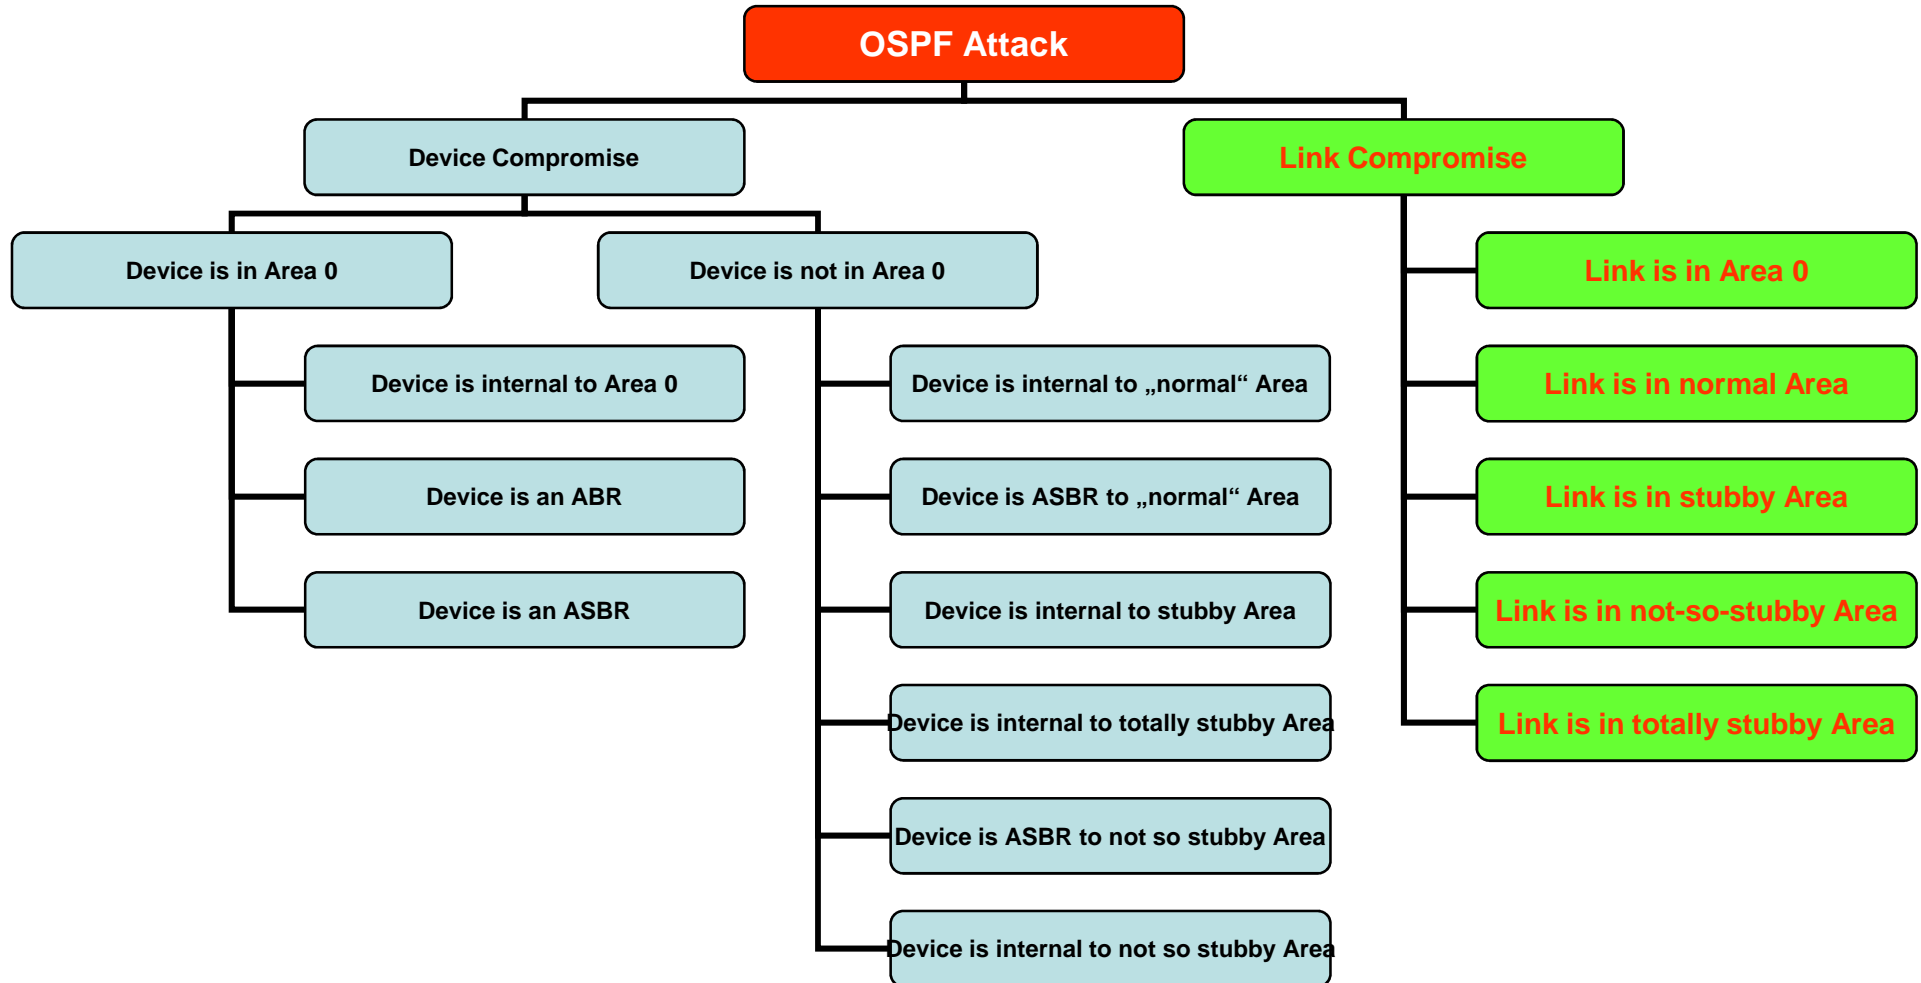 OSPF Attack
Device Compromise
Link Compromise
Device is in Area 0
Device is not in Area 0
Link is in Area 0
Device is internal to Area 0
Device is internal to „normal“ Area
Link is in normal Area
Device is an ABR
Device is ASBR to „normal“ Area
Link is in stubby Area
Device is an ASBR
Device is internal to stubby Area
Link is in not-so-stubby Area
Device is internal to totally stubby Area
Link is in totally stubby Area
Device is ASBR to not so stubby Area
Device is internal to not so stubby Area